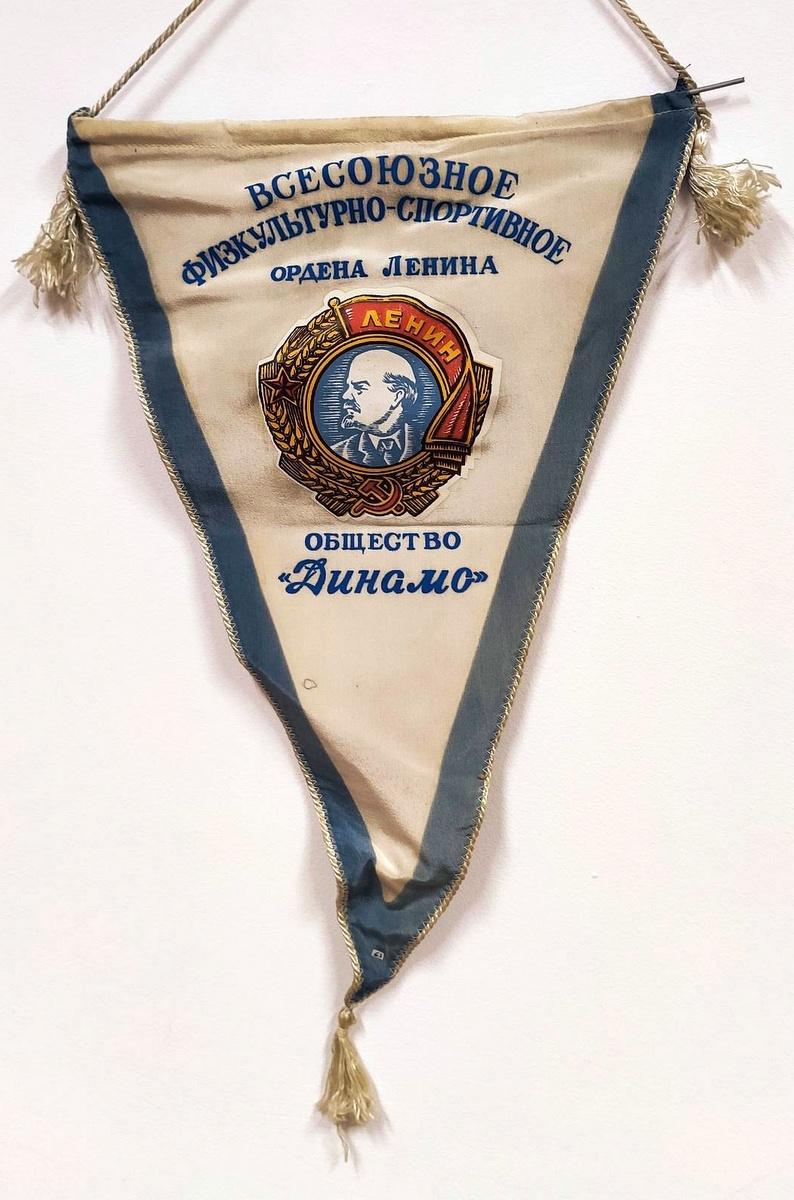 ВСЕСОЮЗНОЕ
ФИЗКУЛЬТУРНО-СПОРТИВНОЕ
ОРДЕНА ЛЕНИНА
ЛЕНИН
ОБЩЕСТВО
«Динамо»